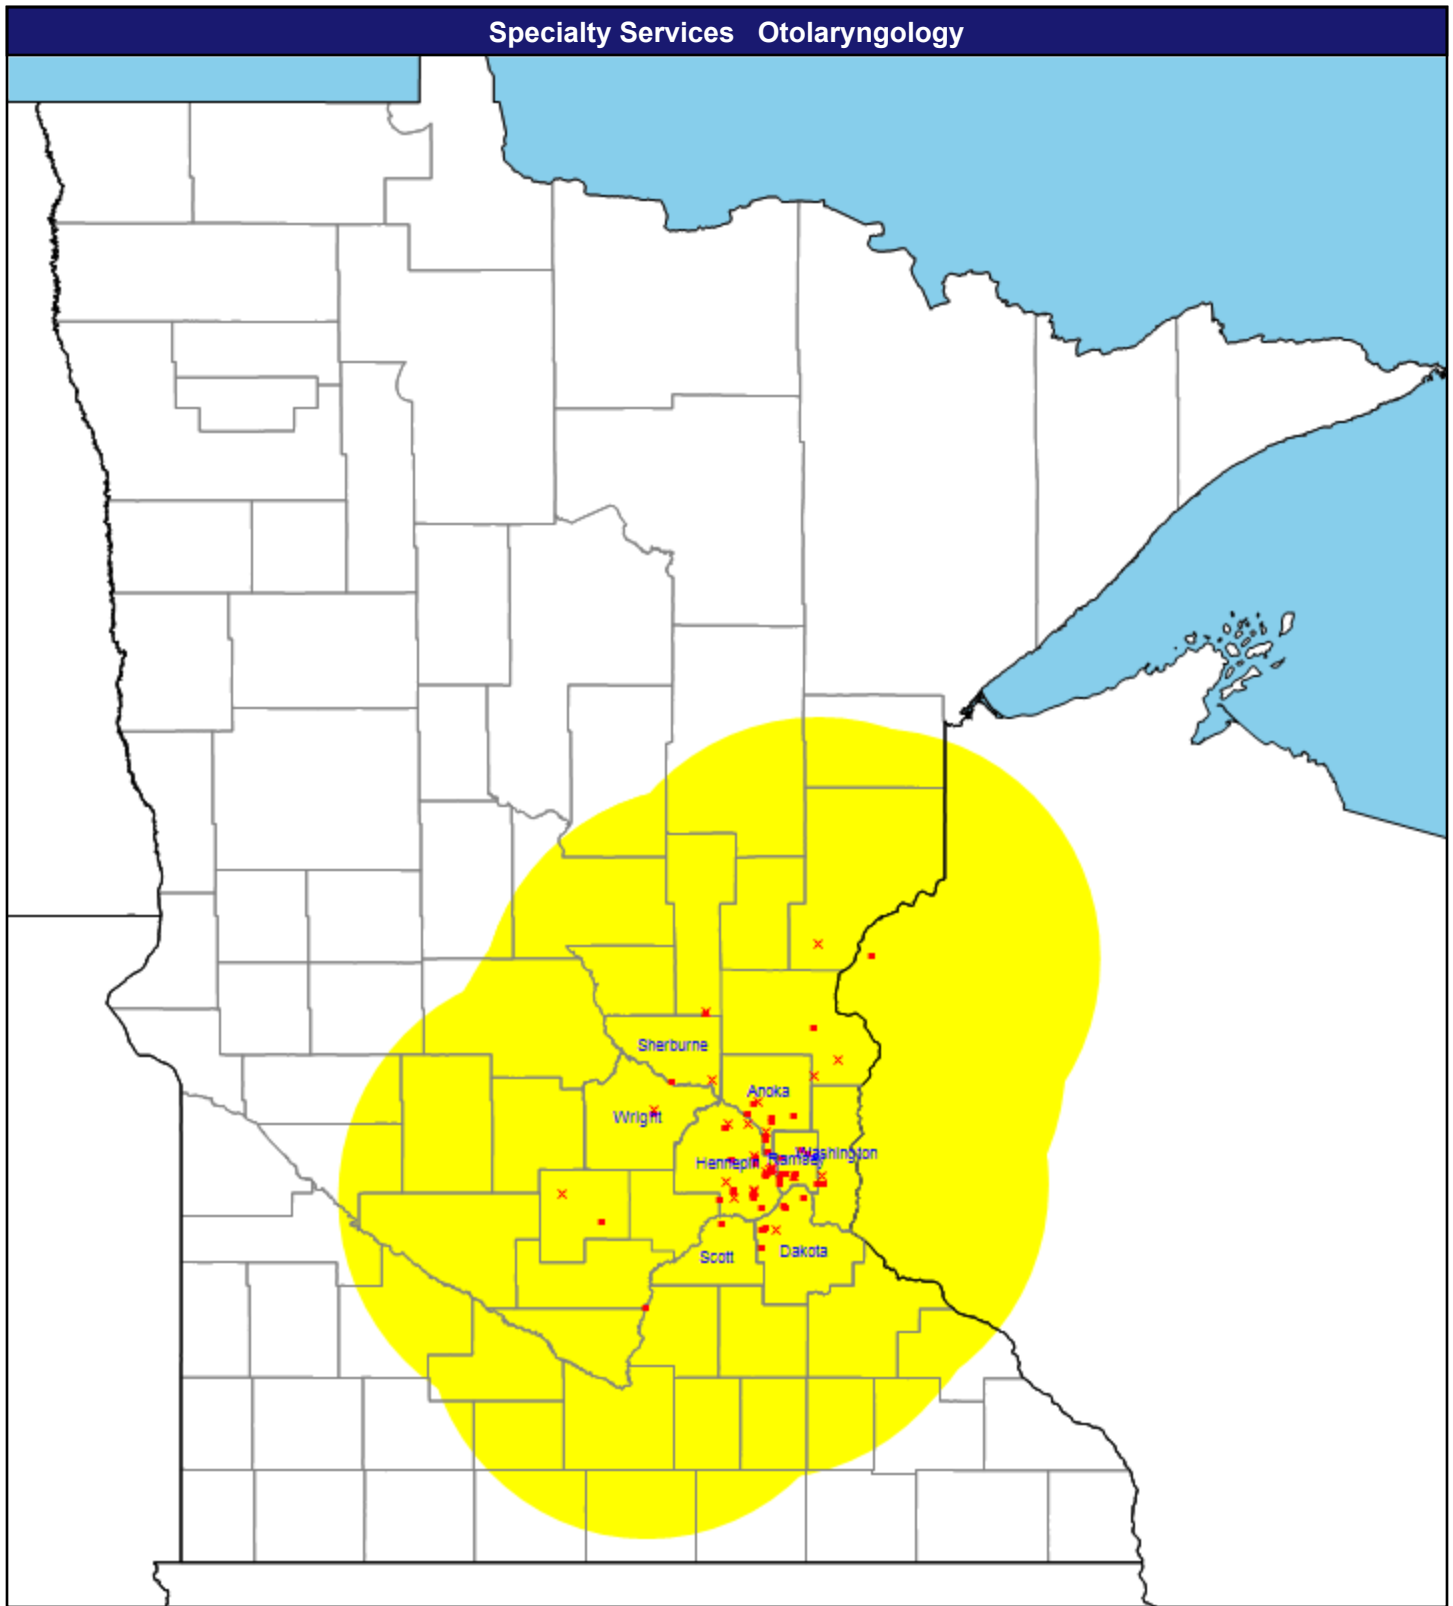 Specialty Services Otolaryngology
Sherburne
Anoka
Wright
Hennepin
Ramsey
Washington
Scott
Dakota